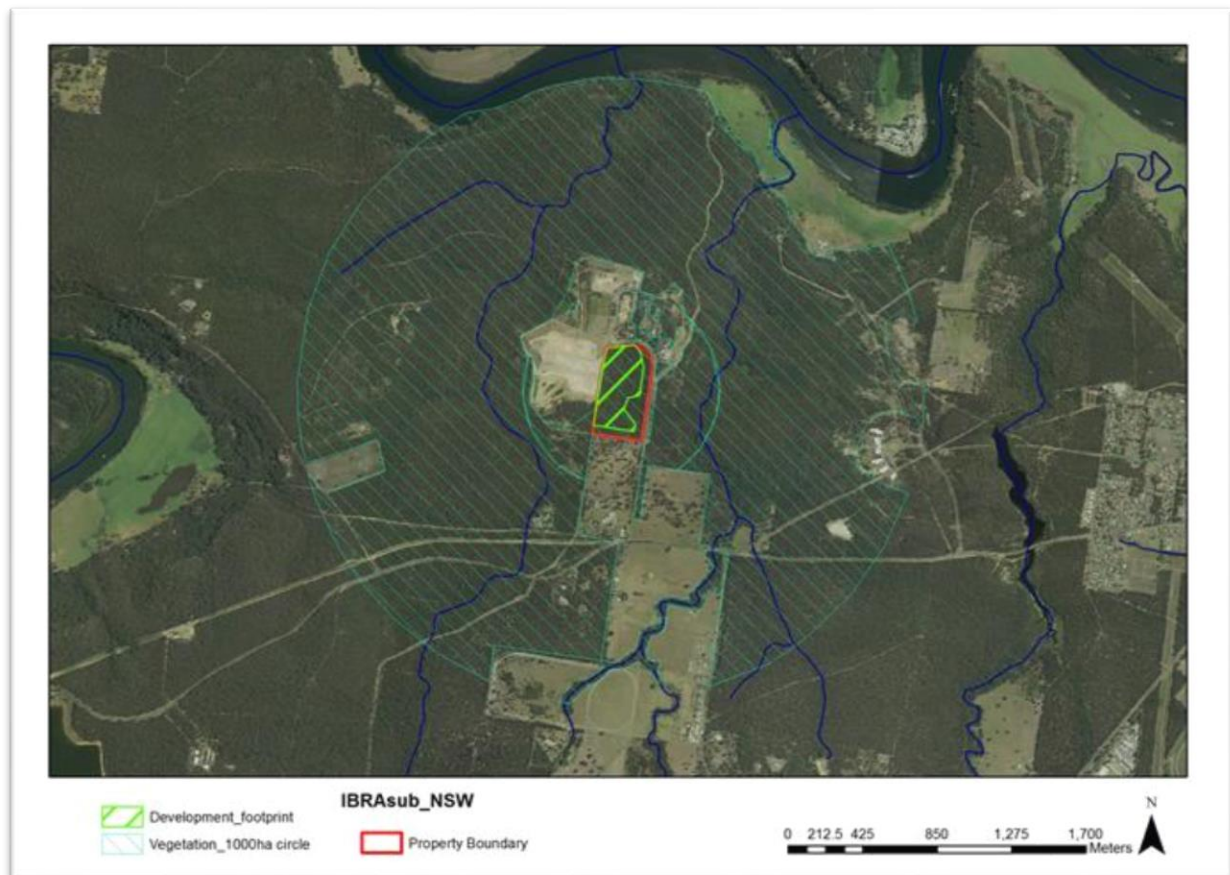 IBRAsub_NSW
Development_footprint
Vegetation_1000ha circle
Property Boundary
0 212.5 425 850 1,275 1,700
Meters
N